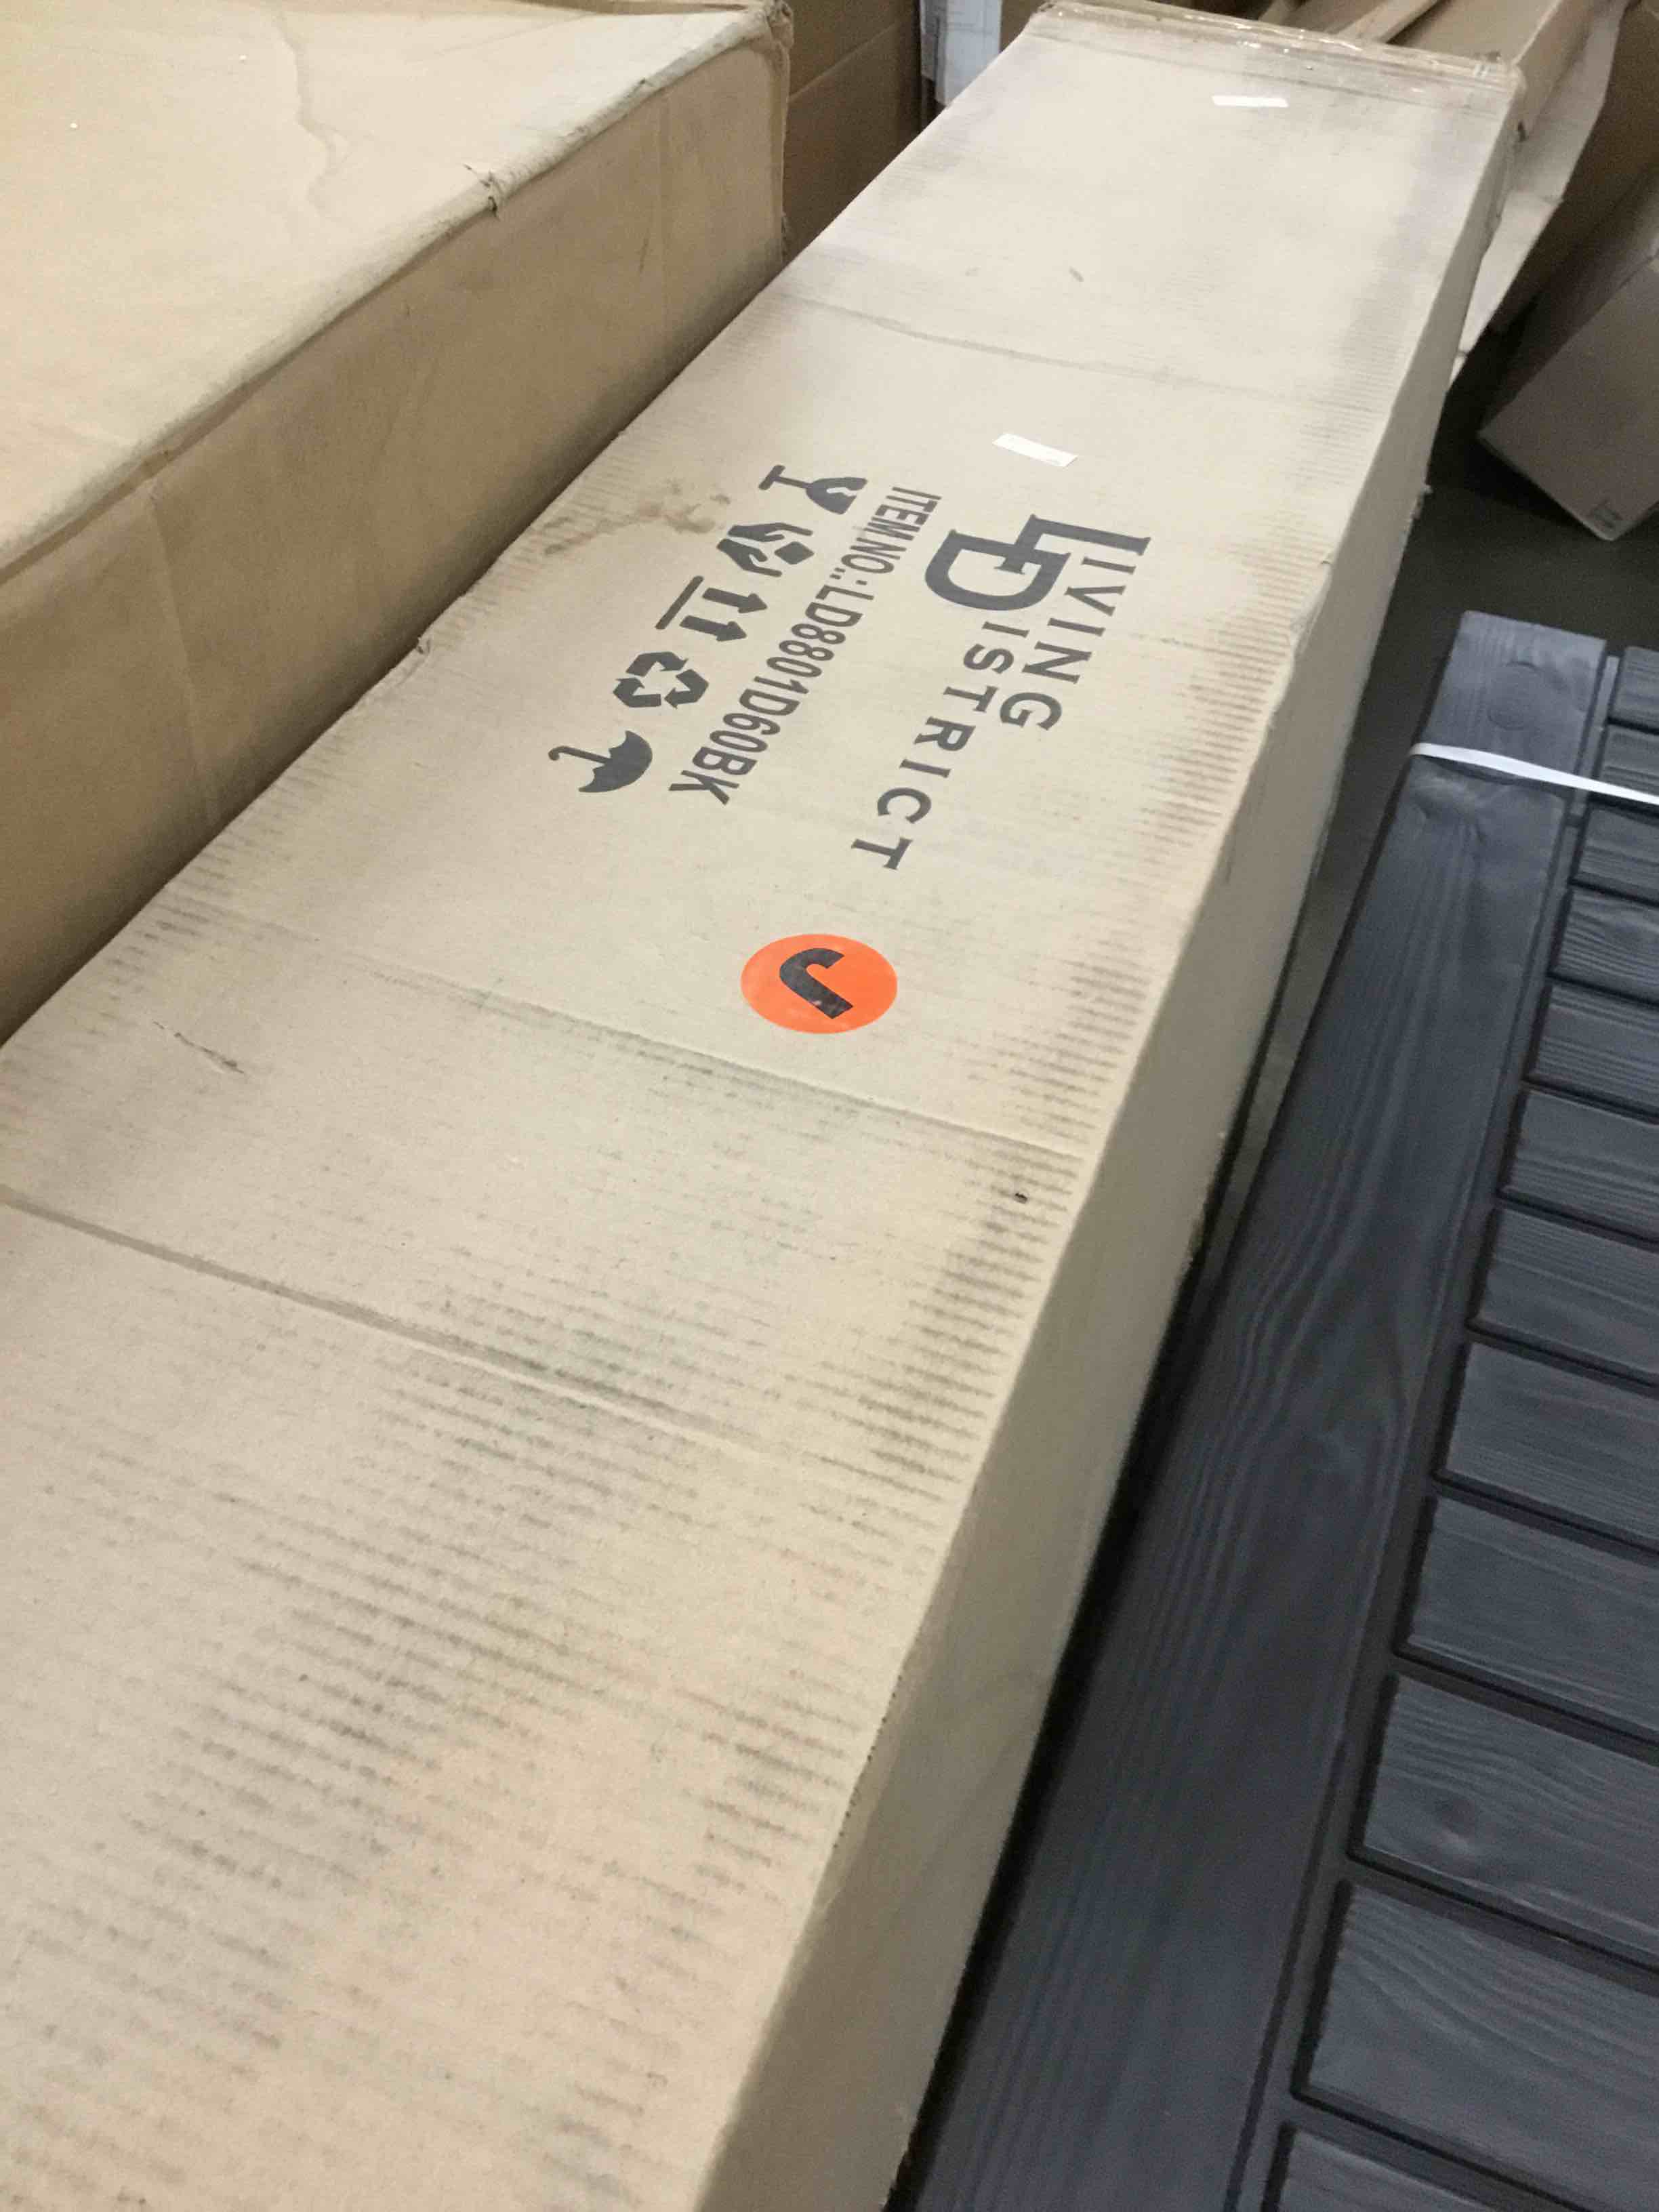 LIVING
DISTRICT
ITEM NO.:LD8801D60BK
J